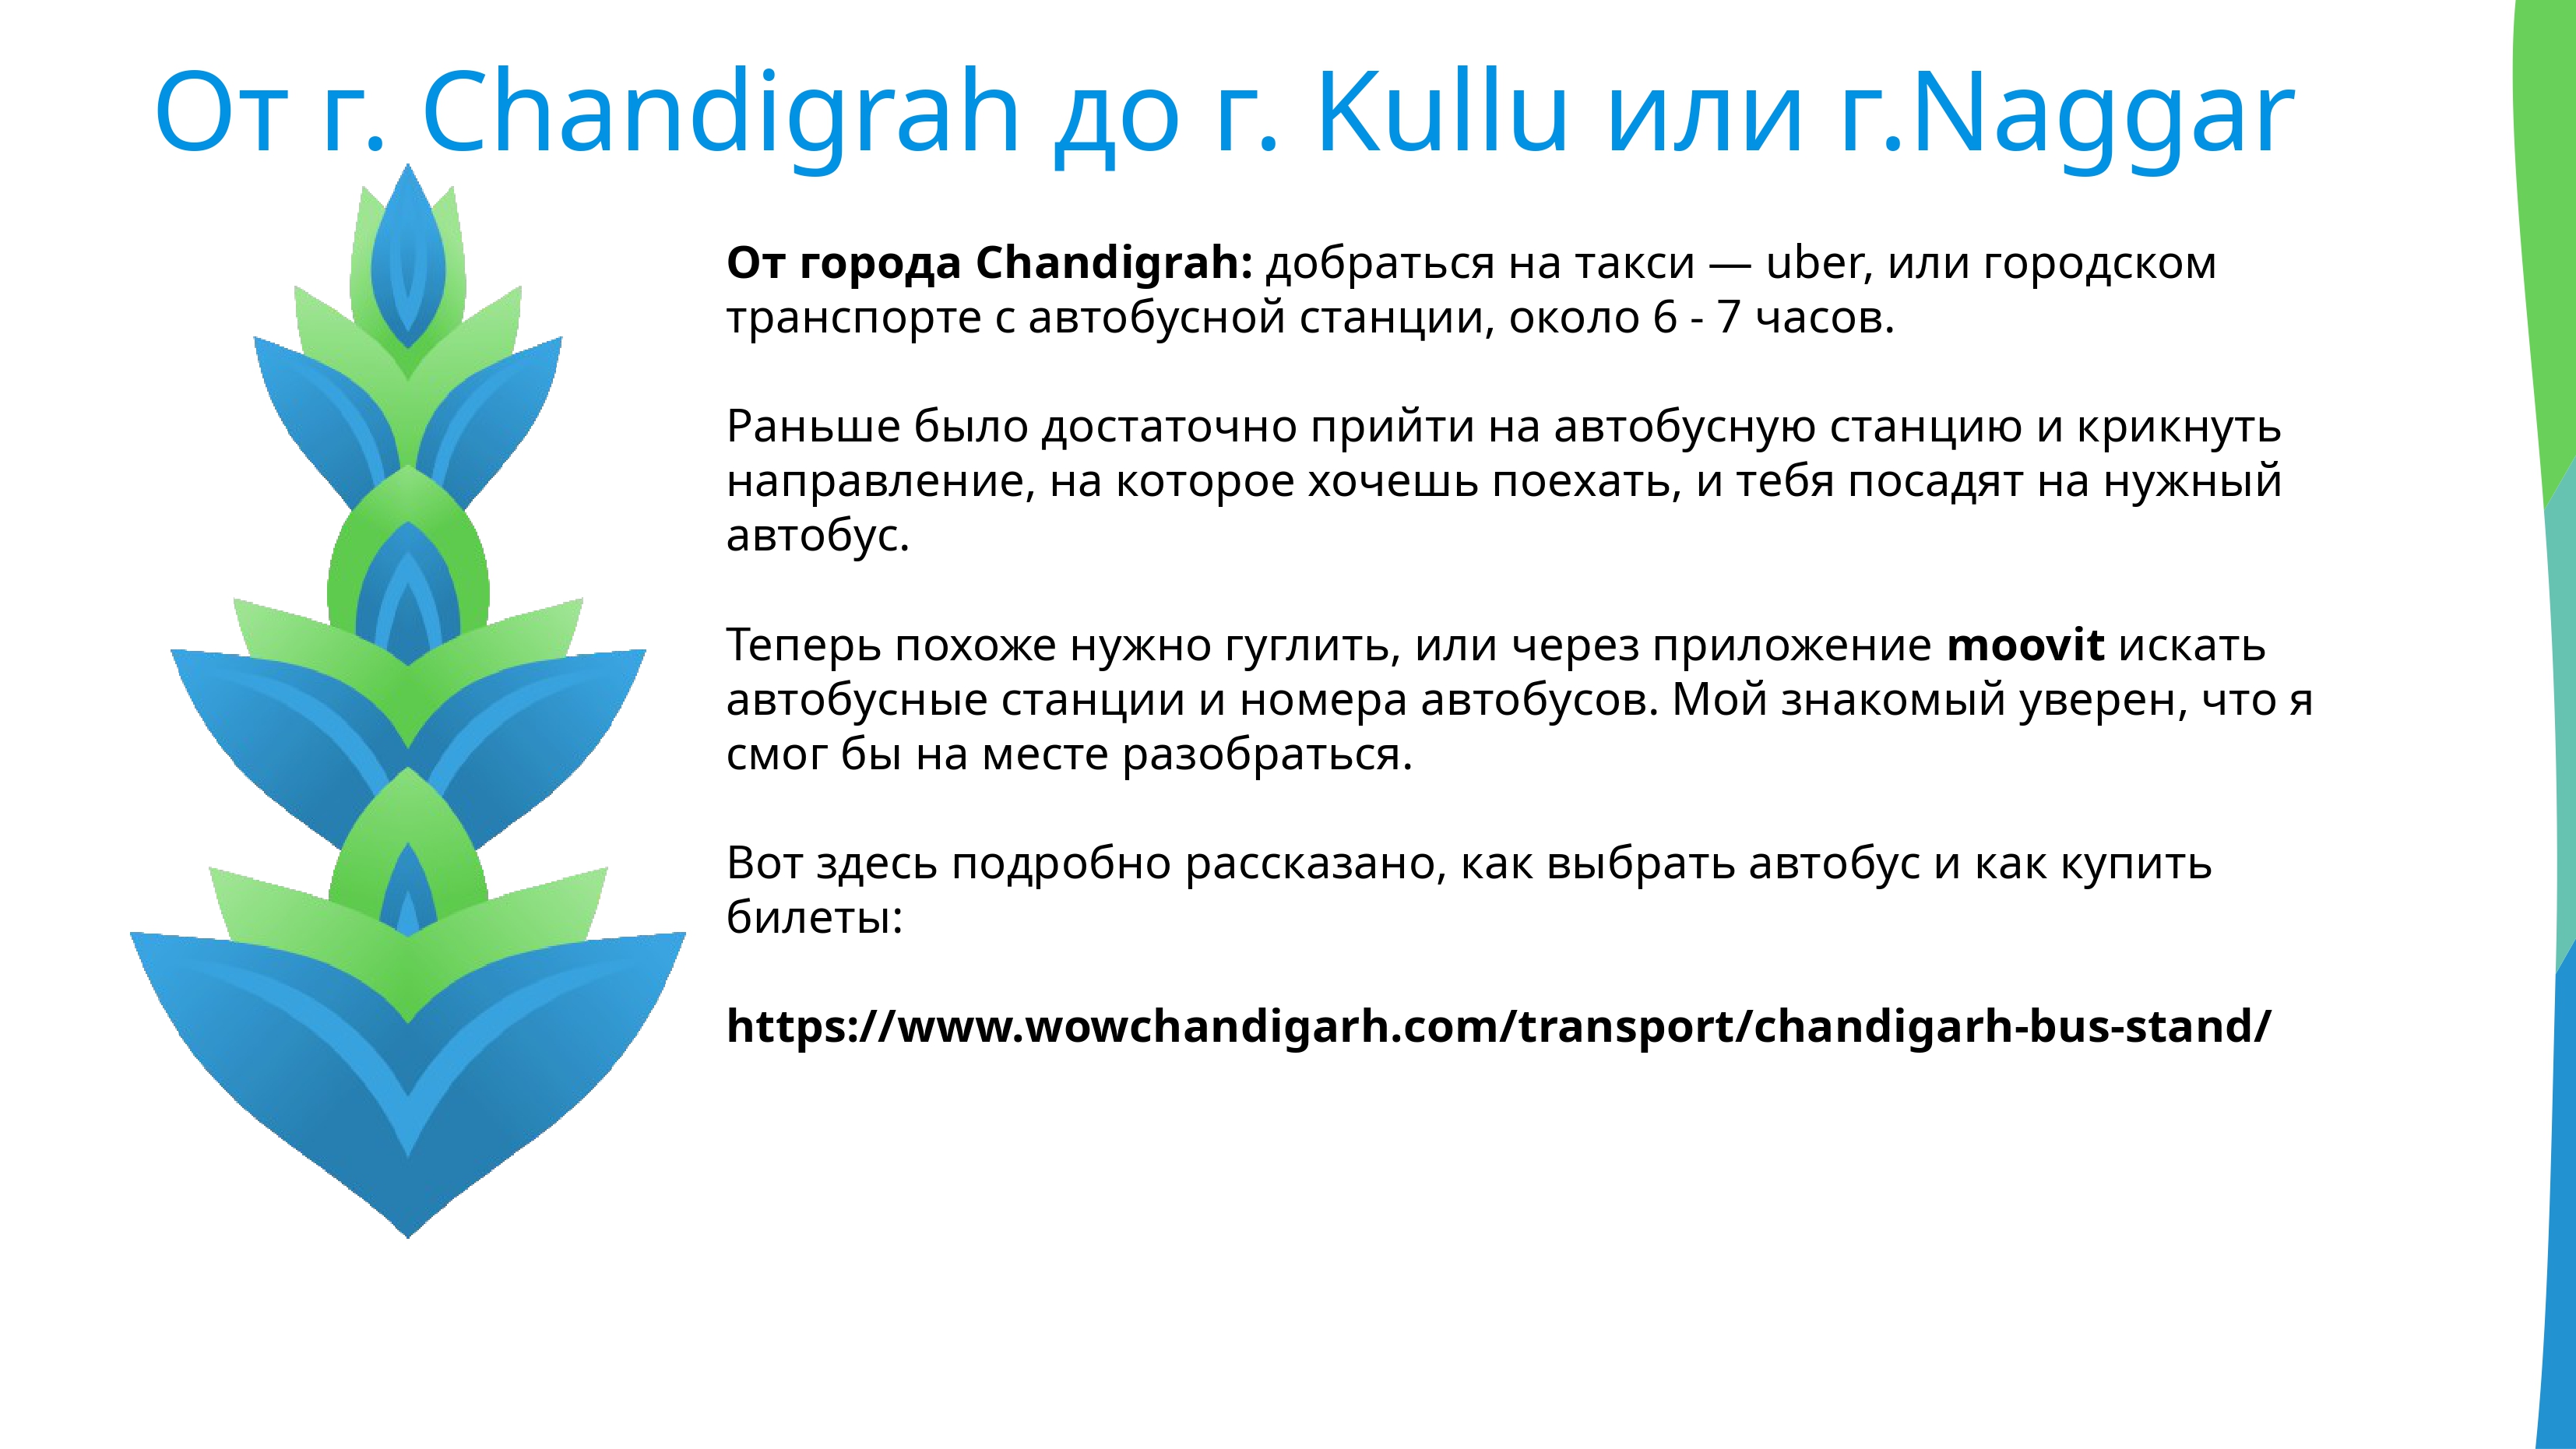 От г. Chandigrah до г. Kullu или г.Naggar
От города Chandigrah: добраться на такси — uber, или городском
транспорте с автобусной станции, около 6 - 7 часов.
Раньше было достаточно прийти на автобусную станцию и крикнуть
направление, на которое хочешь поехать, и тебя посадят на нужный
автобус.
Теперь похоже нужно гуглить, или через приложение moovit искать
автобусные станции и номера автобусов. Мой знакомый уверен, что я
смог бы на месте разобраться.
Вот здесь подробно рассказано, как выбрать автобус и как купить
билеты:
https://www.wowchandigarh.com/transport/chandigarh-bus-stand/